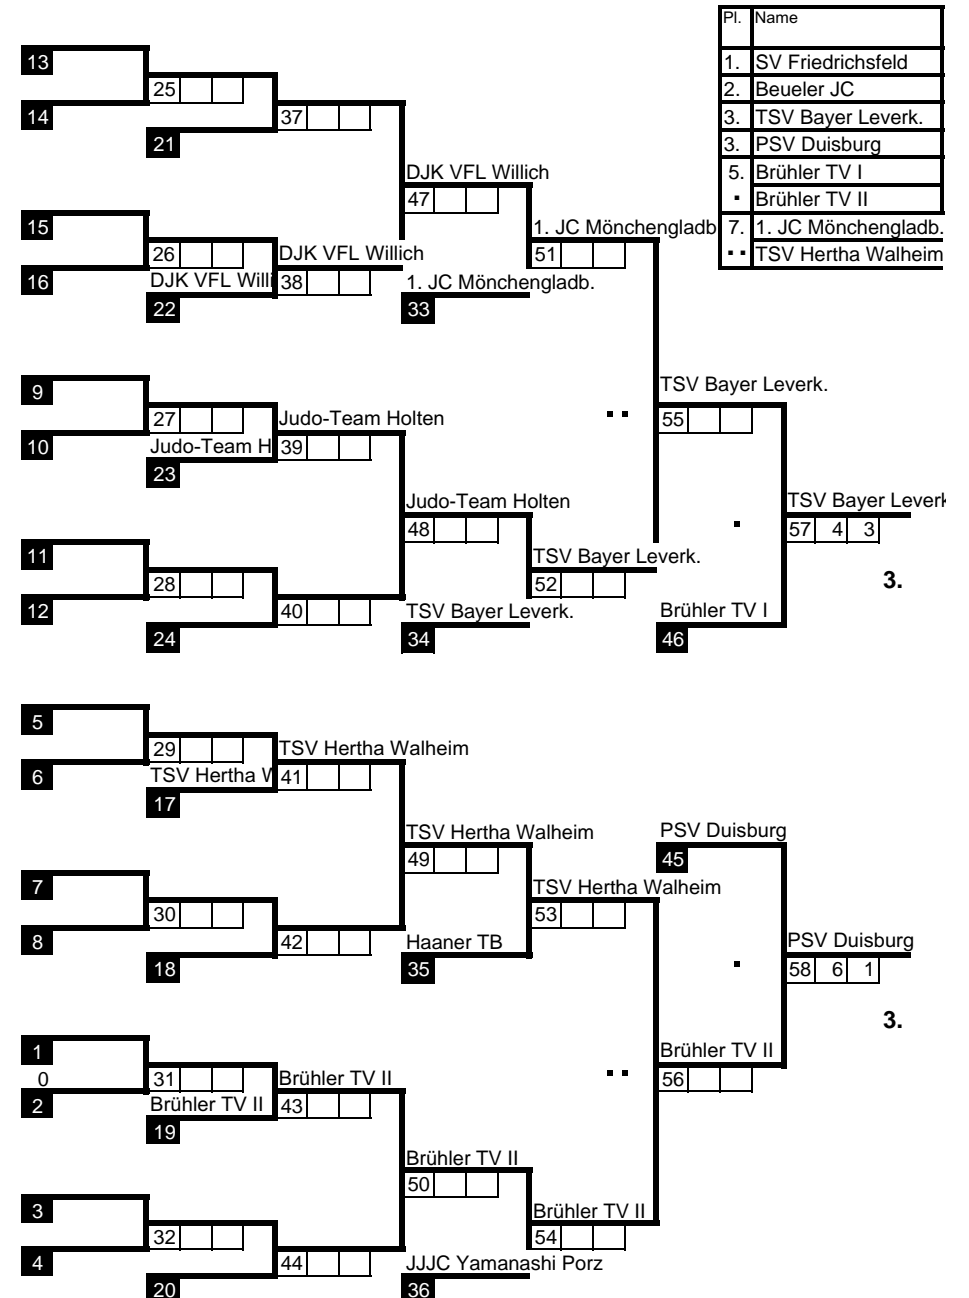 Pl. Name
1. SV Friedrichsfeld
2. Beueler JC
3. TSV Bayer Leverk.
3. PSV Duisburg
5. Brühler TV I
Brühler TV II
7. 1. JC Mönchengladb.
TSV Hertha Walheim
13
25
14
37
21
DJK VFL Willich
47
15
1. JC Mönchengladb
26
DJK VFL Willich
51
16
DJK VFL Willi
38
1. JC Mönchengladb.
22
33
TSV Bayer Leverk.
9
27
Judo-Team Holten
55
10
Judo-Team H
39
23
Judo-Team Holten
TSV Bayer Leverk
48
57 4 3
11
TSV Bayer Leverk.
28
52
3.
12
40
TSV Bayer Leverk.
Brühler TV I
24
34
46
5
29
TSV Hertha Walheim
6
TSV Hertha W
41
17
TSV Hertha Walheim
PSV Duisburg
49
45
7
TSV Hertha Walheim
30
53
8
42
Haaner TB
PSV Duisburg
18
35
58 6 1
3.
1
Brühler TV II
0
31
Brühler TV II
56
2
Brühler TV II
43
19
Brühler TV II
50
3
Brühler TV II
32
54
4
44
JJJC Yamanashi Porz
20
36